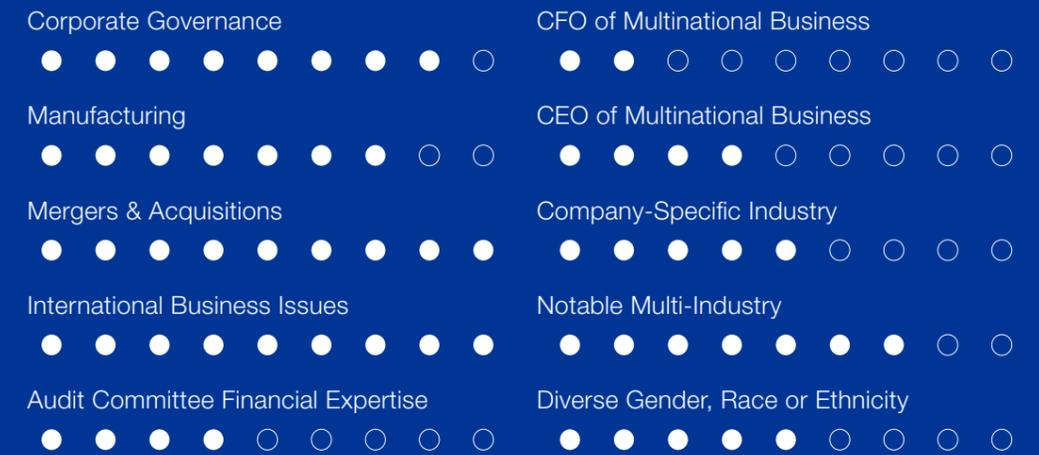 Corporate Governance
CFO of Multinational Business
Manufacturing
CEO of Multinational Business
Mergers & Acquisitions
Company-Specific Industry
International Business Issues
Notable Multi-Industry
Audit Committee Financial Expertise
Diverse Gender, Race or Ethnicity